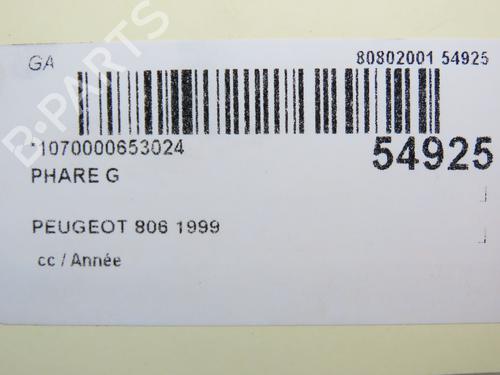 GA 80802001 54925
*1070000653024 54925
PHARE G
PEUGEOT 806 1999
cc / Année
B-PARTS